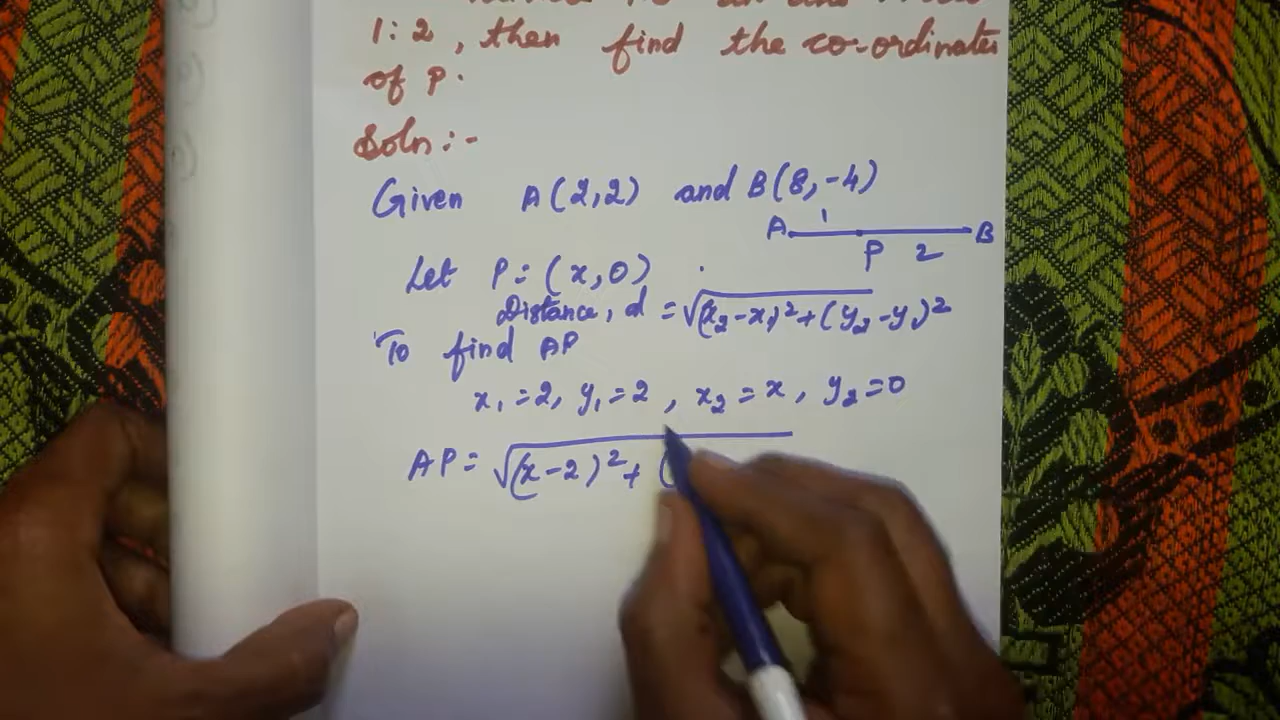 1:2, then find the co-ordinates
of P.
Soln:-
Given A(2,2) and B(8,-4)
A 1 B
P 2
Let P=(x,0)
Distance, d = √(x₂-x₁)²+(y₂-y₁)²
To find AP
x₁=2, y₁=2, x₂=x, y₂=0
AP= √(x-2)²+ (